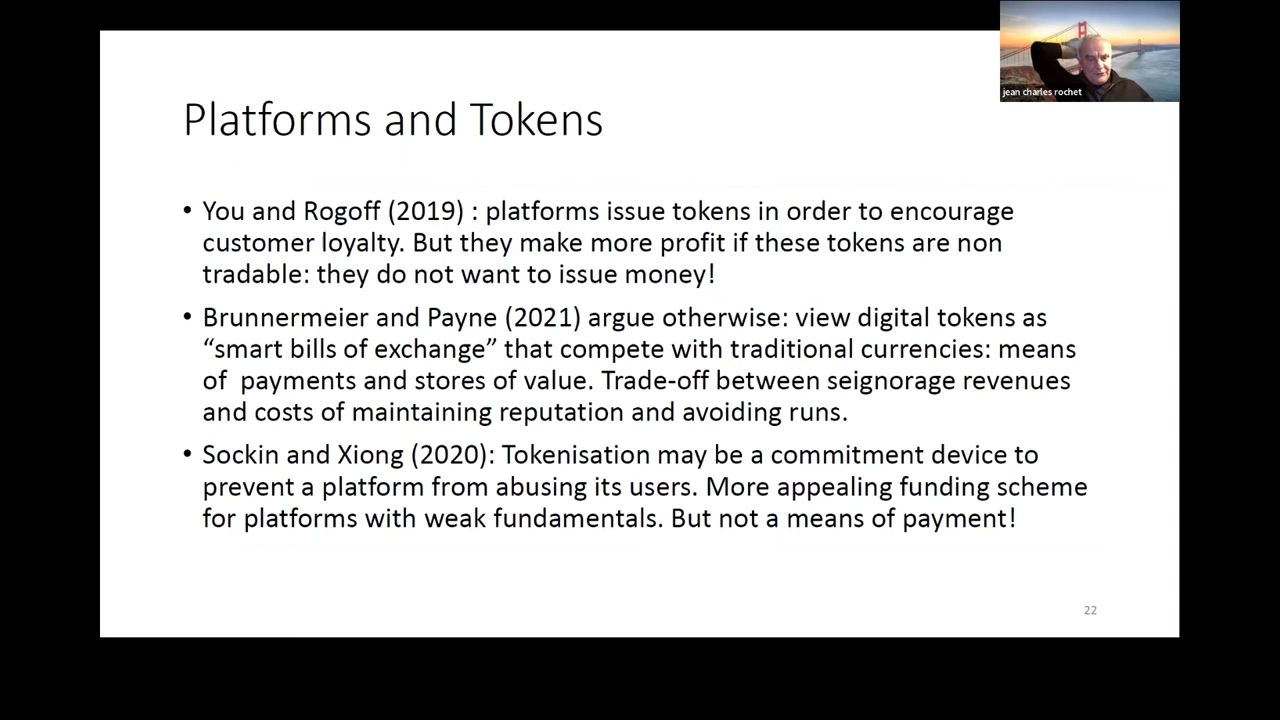 jean charles rochet
Platforms and Tokens
• You and Rogoff (2019) : platforms issue tokens in order to encourage
customer loyalty. But they make more profit if these tokens are non
tradable: they do not want to issue money!
• Brunnermeier and Payne (2021) argue otherwise: view digital tokens as
“smart bills of exchange” that compete with traditional currencies: means
of  payments and stores of value. Trade-off between seignorage revenues
and costs of maintaining reputation and avoiding runs.
• Sockin and Xiong (2020): Tokenisation may be a commitment device to
prevent a platform from abusing its users. More appealing funding scheme
for platforms with weak fundamentals. But not a means of payment!
22